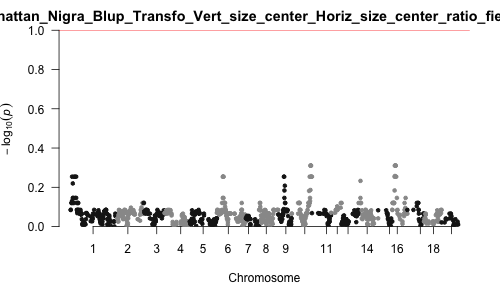 nattan_Nigra_Blup_Transfo_Vert_size_center_Horiz_size_center_ratio_fie
1.0
0.8
0.6
0.4
0.2
0.0
− log10(p)
1 2 3 4 5 6 7 8 9 11 14 16 18
Chromosome